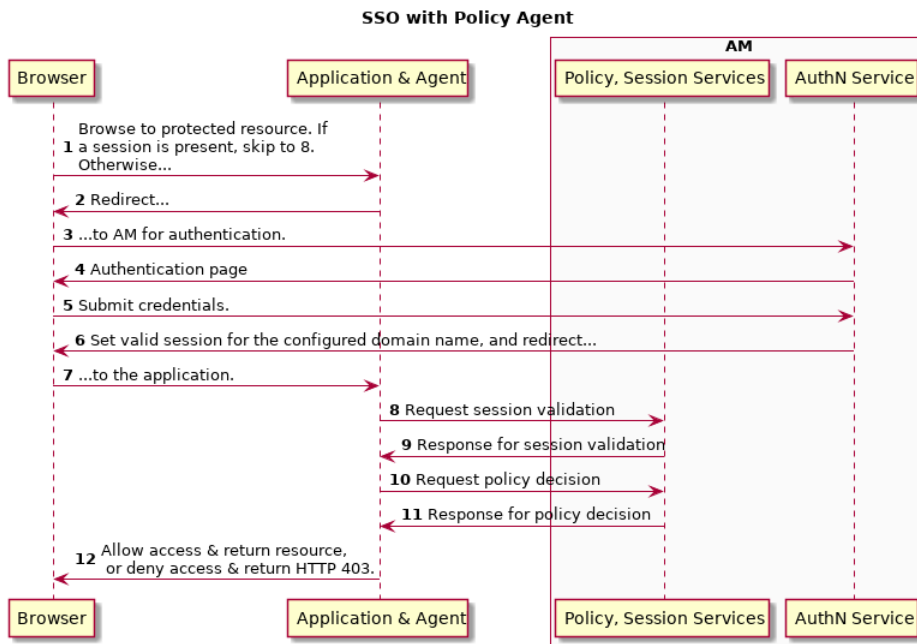 SSO with Policy Agent
AM
Browser
Application & Agent
Policy, Session Services
AuthN Service
1 Browse to protected resource. If
a session is present, skip to 8.
Otherwise...
2 Redirect...
3 ...to AM for authentication.
4 Authentication page
5 Submit credentials.
6 Set valid session for the configured domain name, and redirect...
7 ...to the application.
8 Request session validation
9 Response for session validation
10 Request policy decision
11 Response for policy decision
12 Allow access & return resource,
or deny access & return HTTP 403.
Browser
Application & Agent
Policy, Session Services
AuthN Service